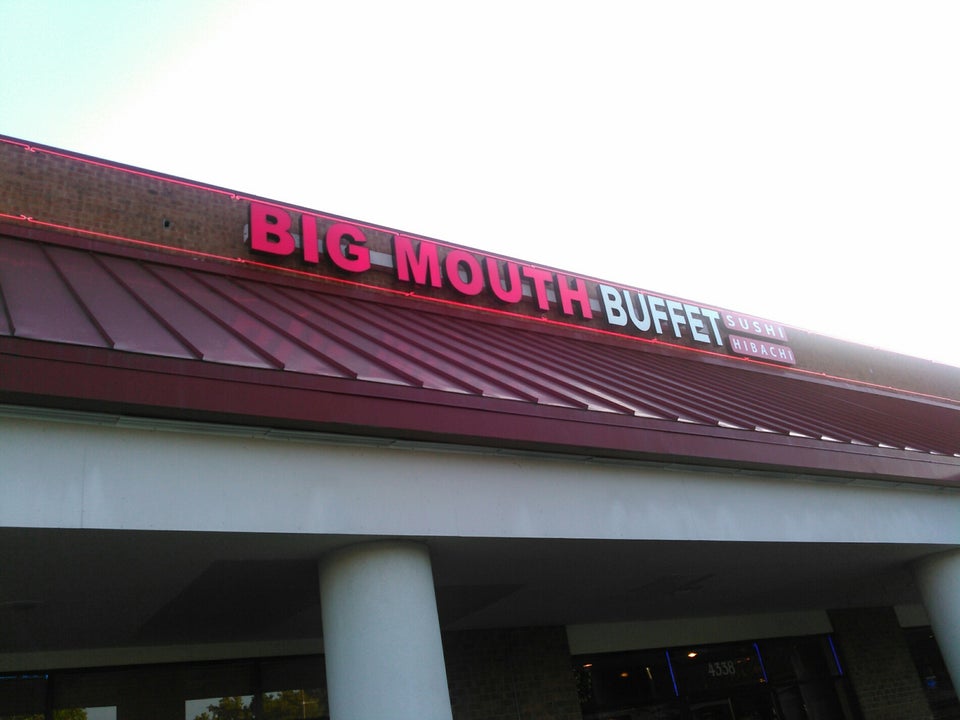 BIG MOUTH BUFFET SUSHI
HIBACHI
4338